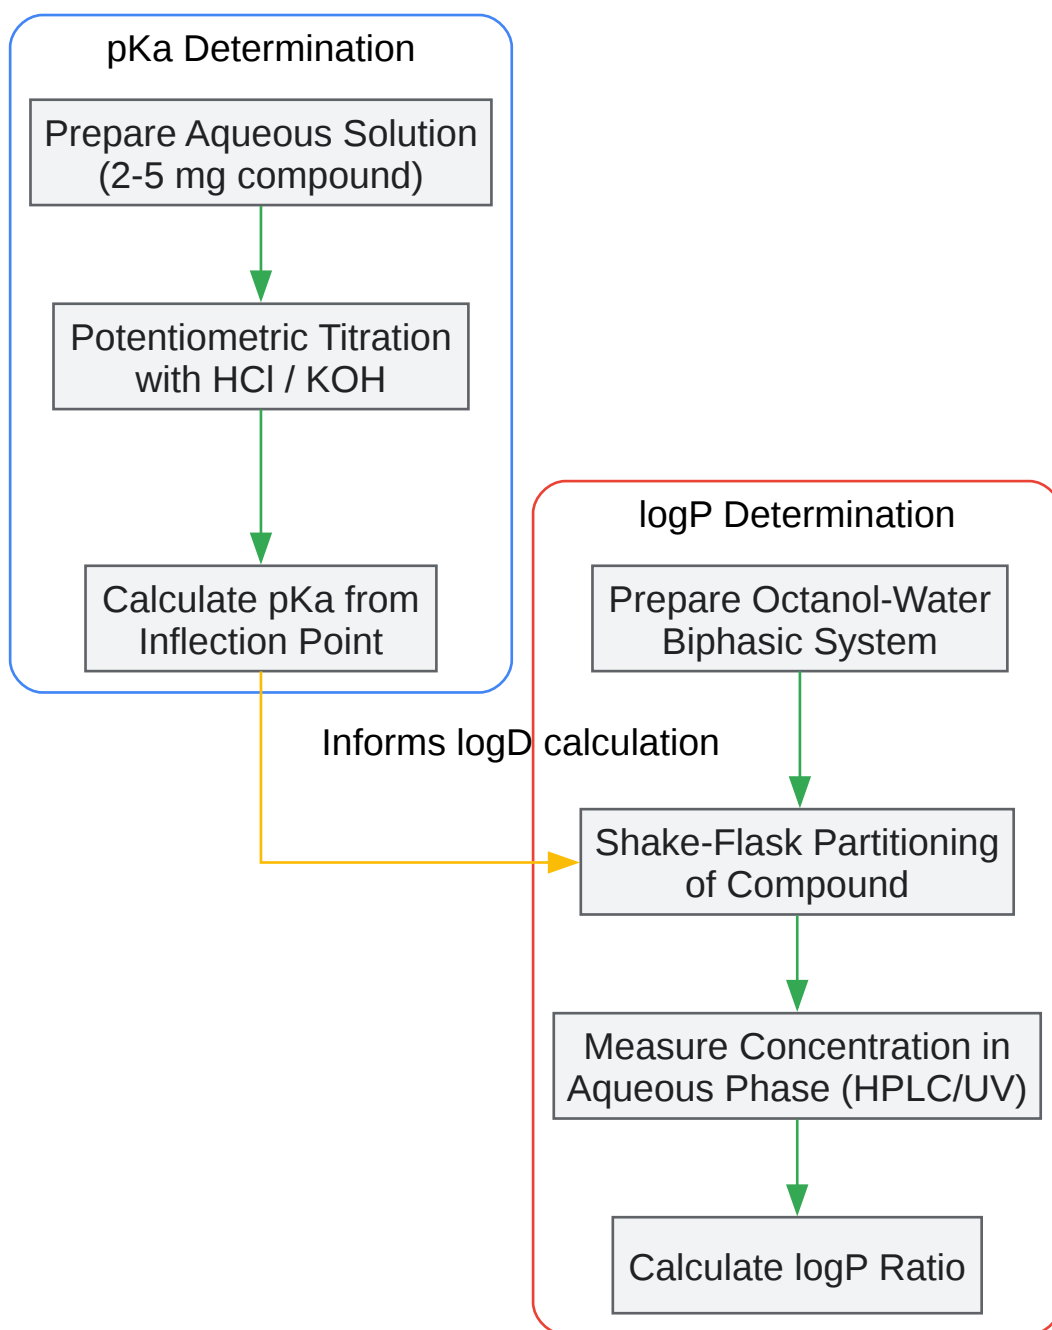 pKa Determination
Prepare Aqueous Solution
(2-5 mg compound)
Potentiometric Titration
with HCl / KOH
Calculate pKa from
Inflection Point
logP Determination
Prepare Octanol-Water
Biphasic System
Informs logD calculation
Shake-Flask Partitioning
of Compound
Measure Concentration in
Aqueous Phase (HPLC/UV)
Calculate logP Ratio